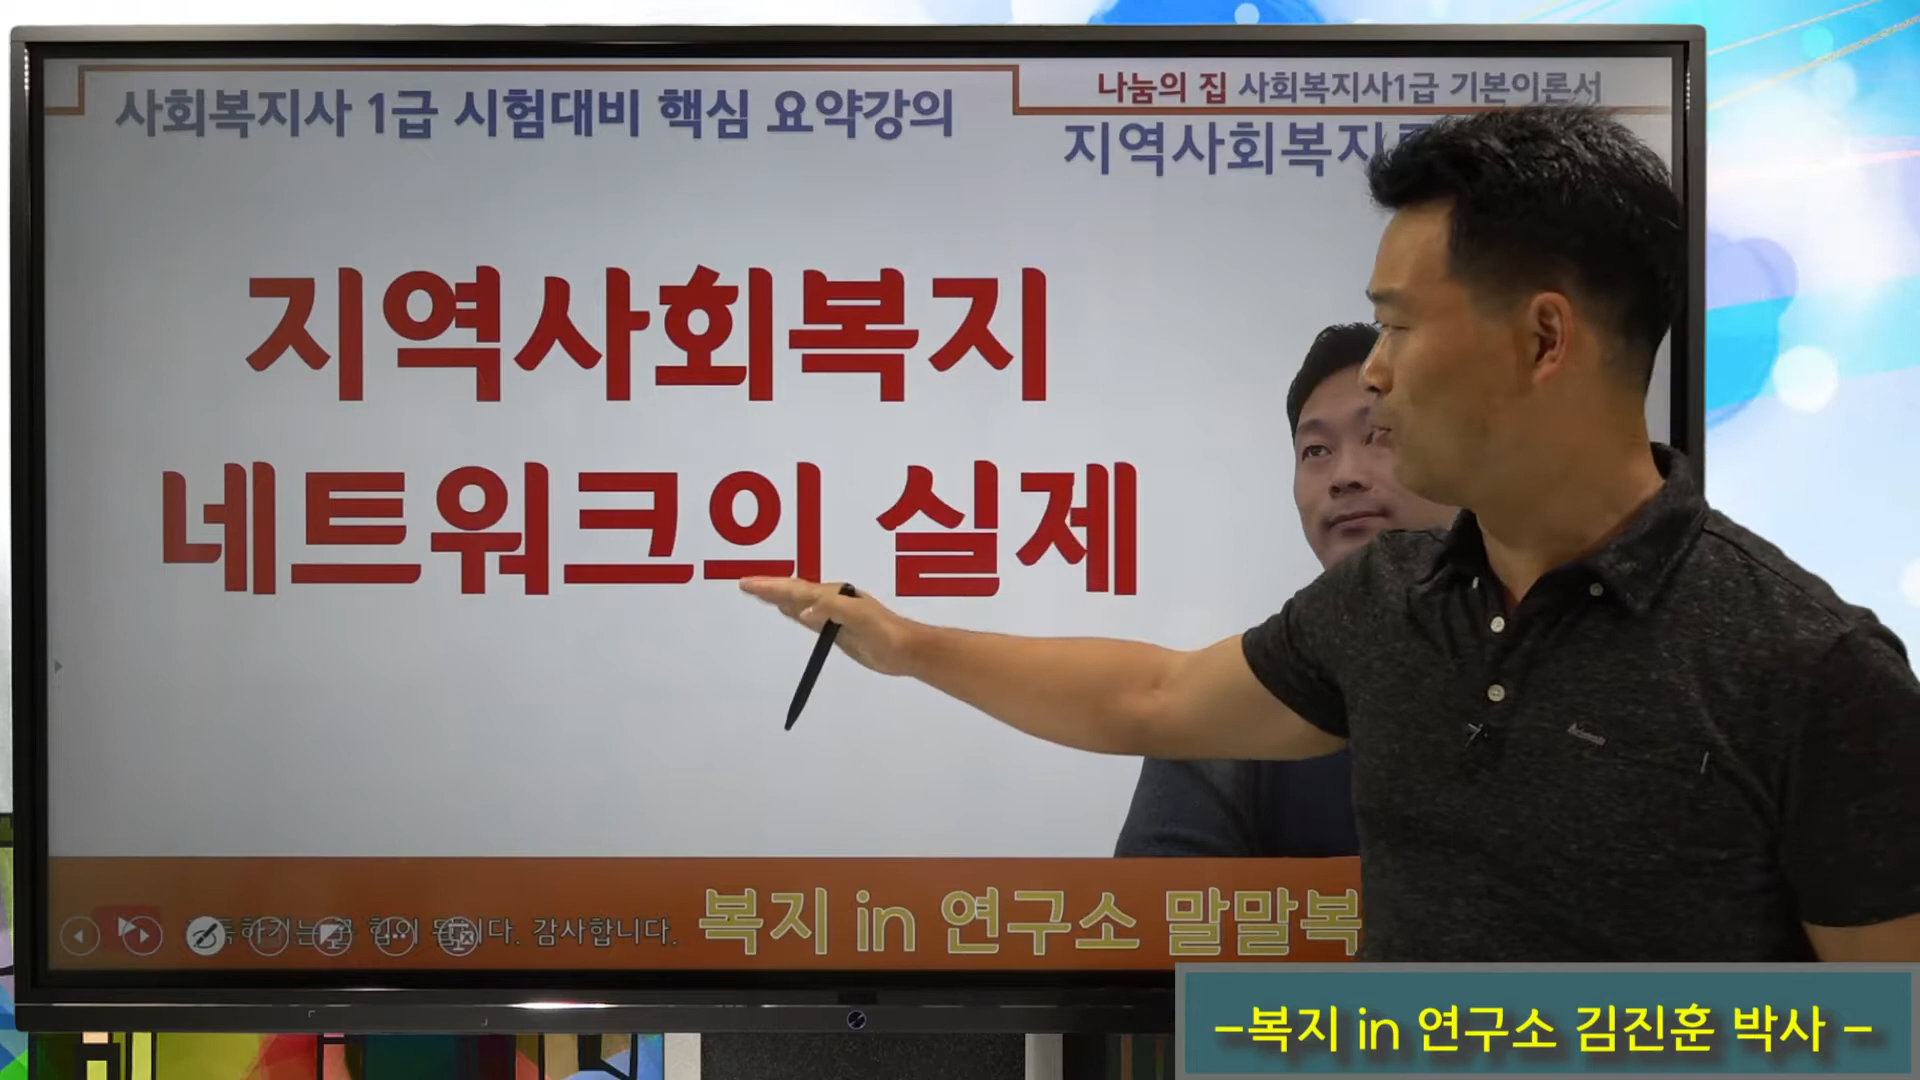 사회복지사 1급 시험대비 핵심 요약강의
나눔의 집 사회복지사1급 기본이론서
지역사회복지
지역사회복지
네트워크의 실제
힘이 됩니다. 감사합니다.
복지 in 연구소 말말복
-복지 in 연구소 김진훈 박사 -